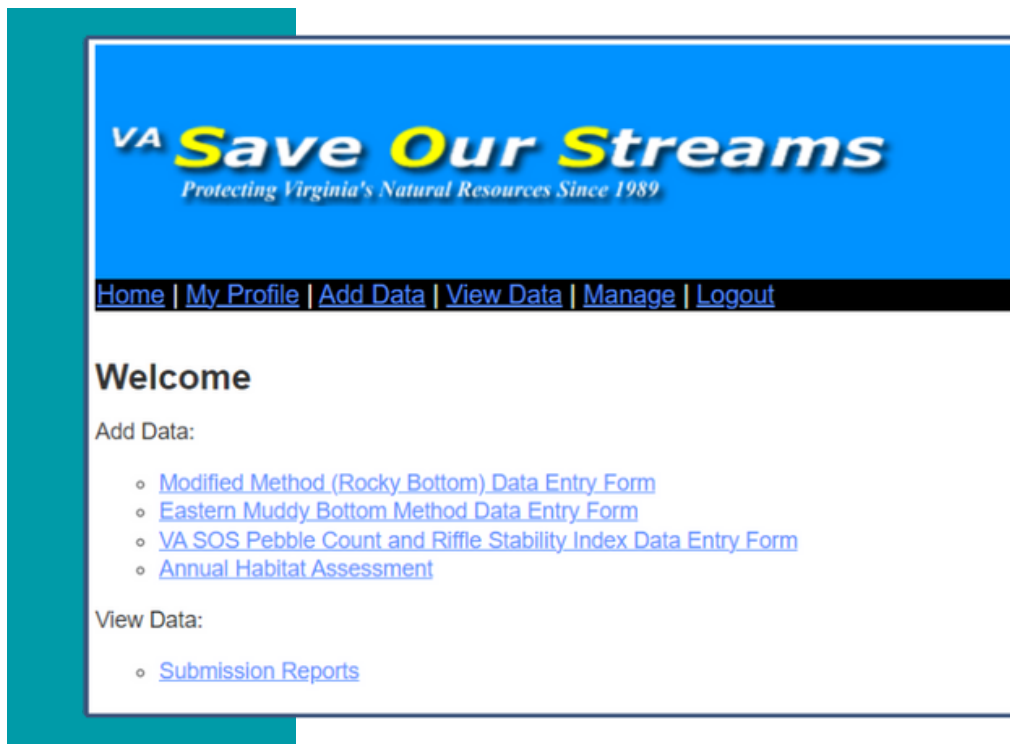 VA Save Our Streams
Protecting Virginia's Natural Resources Since 1989
Home | My Profile | Add Data | View Data | Manage | Logout
Welcome
Add Data:
Modified Method (Rocky Bottom) Data Entry Form
Eastern Muddy Bottom Method Data Entry Form
VA SOS Pebble Count and Riffle Stability Index Data Entry Form
Annual Habitat Assessment
View Data:
Submission Reports